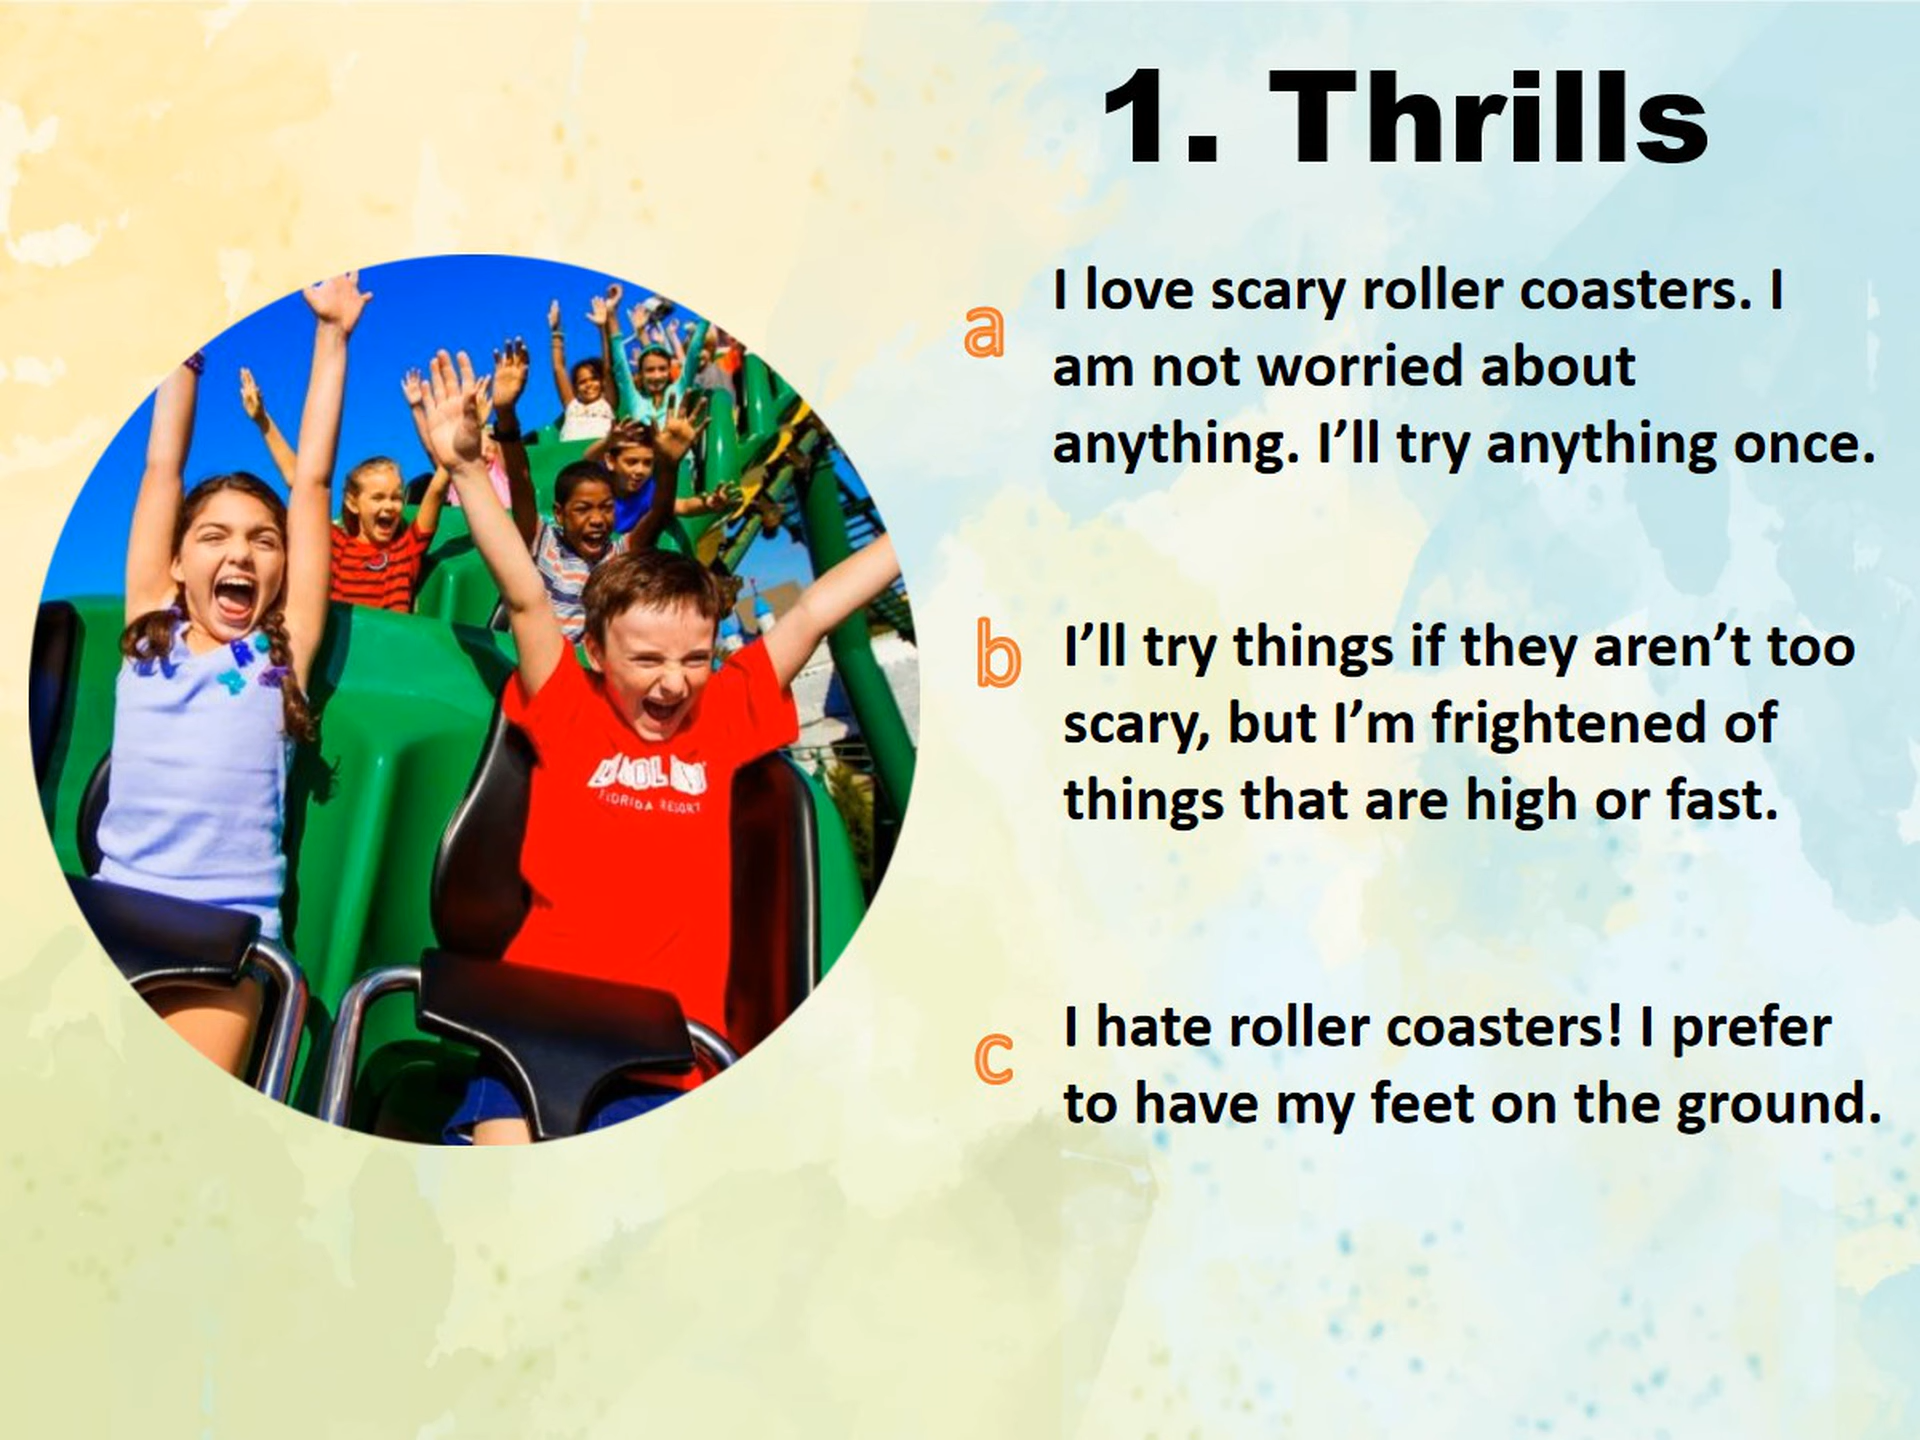 1. Thrills
a
I love scary roller coasters. I
am not worried about
anything. I’ll try anything once.
b
I’ll try things if they aren’t too
scary, but I’m frightened of
things that are high or fast.
c
I hate roller coasters! I prefer
to have my feet on the ground.
FLORIDA RESORT